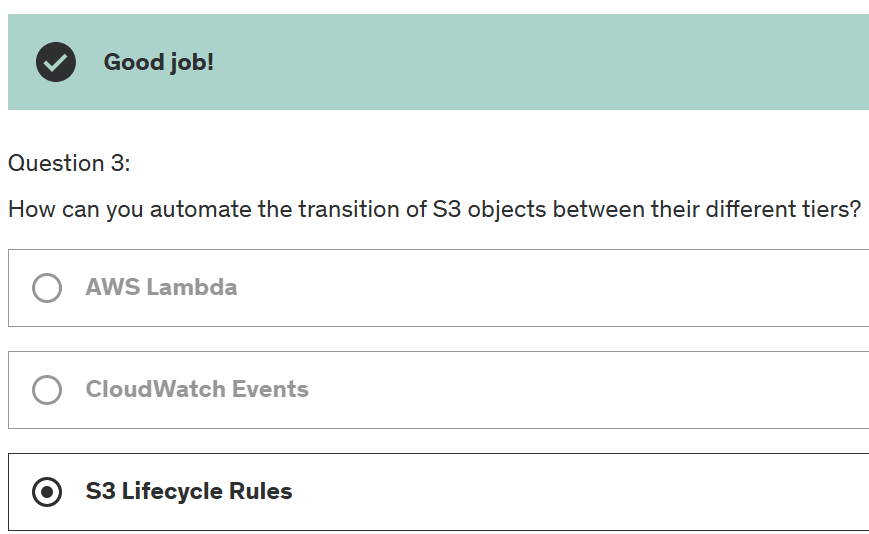 Good job!
Question 3:
How can you automate the transition of S3 objects between their different tiers?
AWS Lambda
CloudWatch Events
S3 Lifecycle Rules